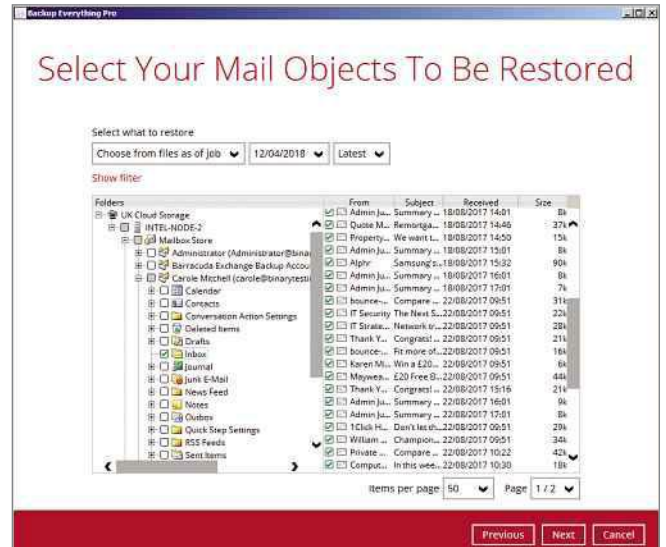 Backup Everything Pro
Select Your Mail Objects To Be Restored
Select what to restore
Choose from files as of job 12/04/2018 Latest
Show filter
Folders
UK Cloud Storage
INTEL-NODE-2
Mailbox Store
Administrator (Administrator@bina
Barracuda Exchange Backup Accou
Carole Mitchell (carole@binarytesti
Calendar
Contacts
Conversation Action Settings
Deleted Items
Drafts
Inbox
Journal
Junk E-Mail
News Feed
Notes
Outbox
Quick Step Settings
RSS Feeds
Sent Items
From Subject Received Size
Admin Ju... Summary ... 18/08/2017 14:01 8k
Quote M... Remortga... 18/08/2017 14:46 37k
Property... We want t... 18/08/2017 14:50 15k
Admin Ju... Summary ... 18/08/2017 15:01 8k
Alphr Samsung's... 18/08/2017 15:32 90k
Admin Ju... Summary ... 18/08/2017 16:01 8k
Admin Ju... Summary ... 18/08/2017 17:01 7k
bounce-... Compare ... 22/08/2017 09:51 31k
IT Security The Next S... 22/08/2017 09:51 22k
IT Strate... Network tr... 22/08/2017 09:51 28k
Thank Y... Congrats! ... 22/08/2017 09:51 21k
bounce-... Fit more of... 22/08/2017 09:51 16k
Karen Mi... Win a £20... 22/08/2017 09:51 6k
Maywea... £20 Free B... 22/08/2017 09:51 44k
Thank Y... Congrats! ... 22/08/2017 15:16 21k
Admin Ju... Summary ... 22/08/2017 16:01 9k
Admin Ju... Summary ... 22/08/2017 17:01 8k
1Click H... Don't let th... 22/08/2017 09:51 29k
William ... Champion... 22/08/2017 09:51 34k
Private ... Compare ... 22/08/2017 10:22 42k
Comput... In this wee... 22/08/2017 10:30 18k
Items per page 50 Page 1 / 2
Previous Next Cancel